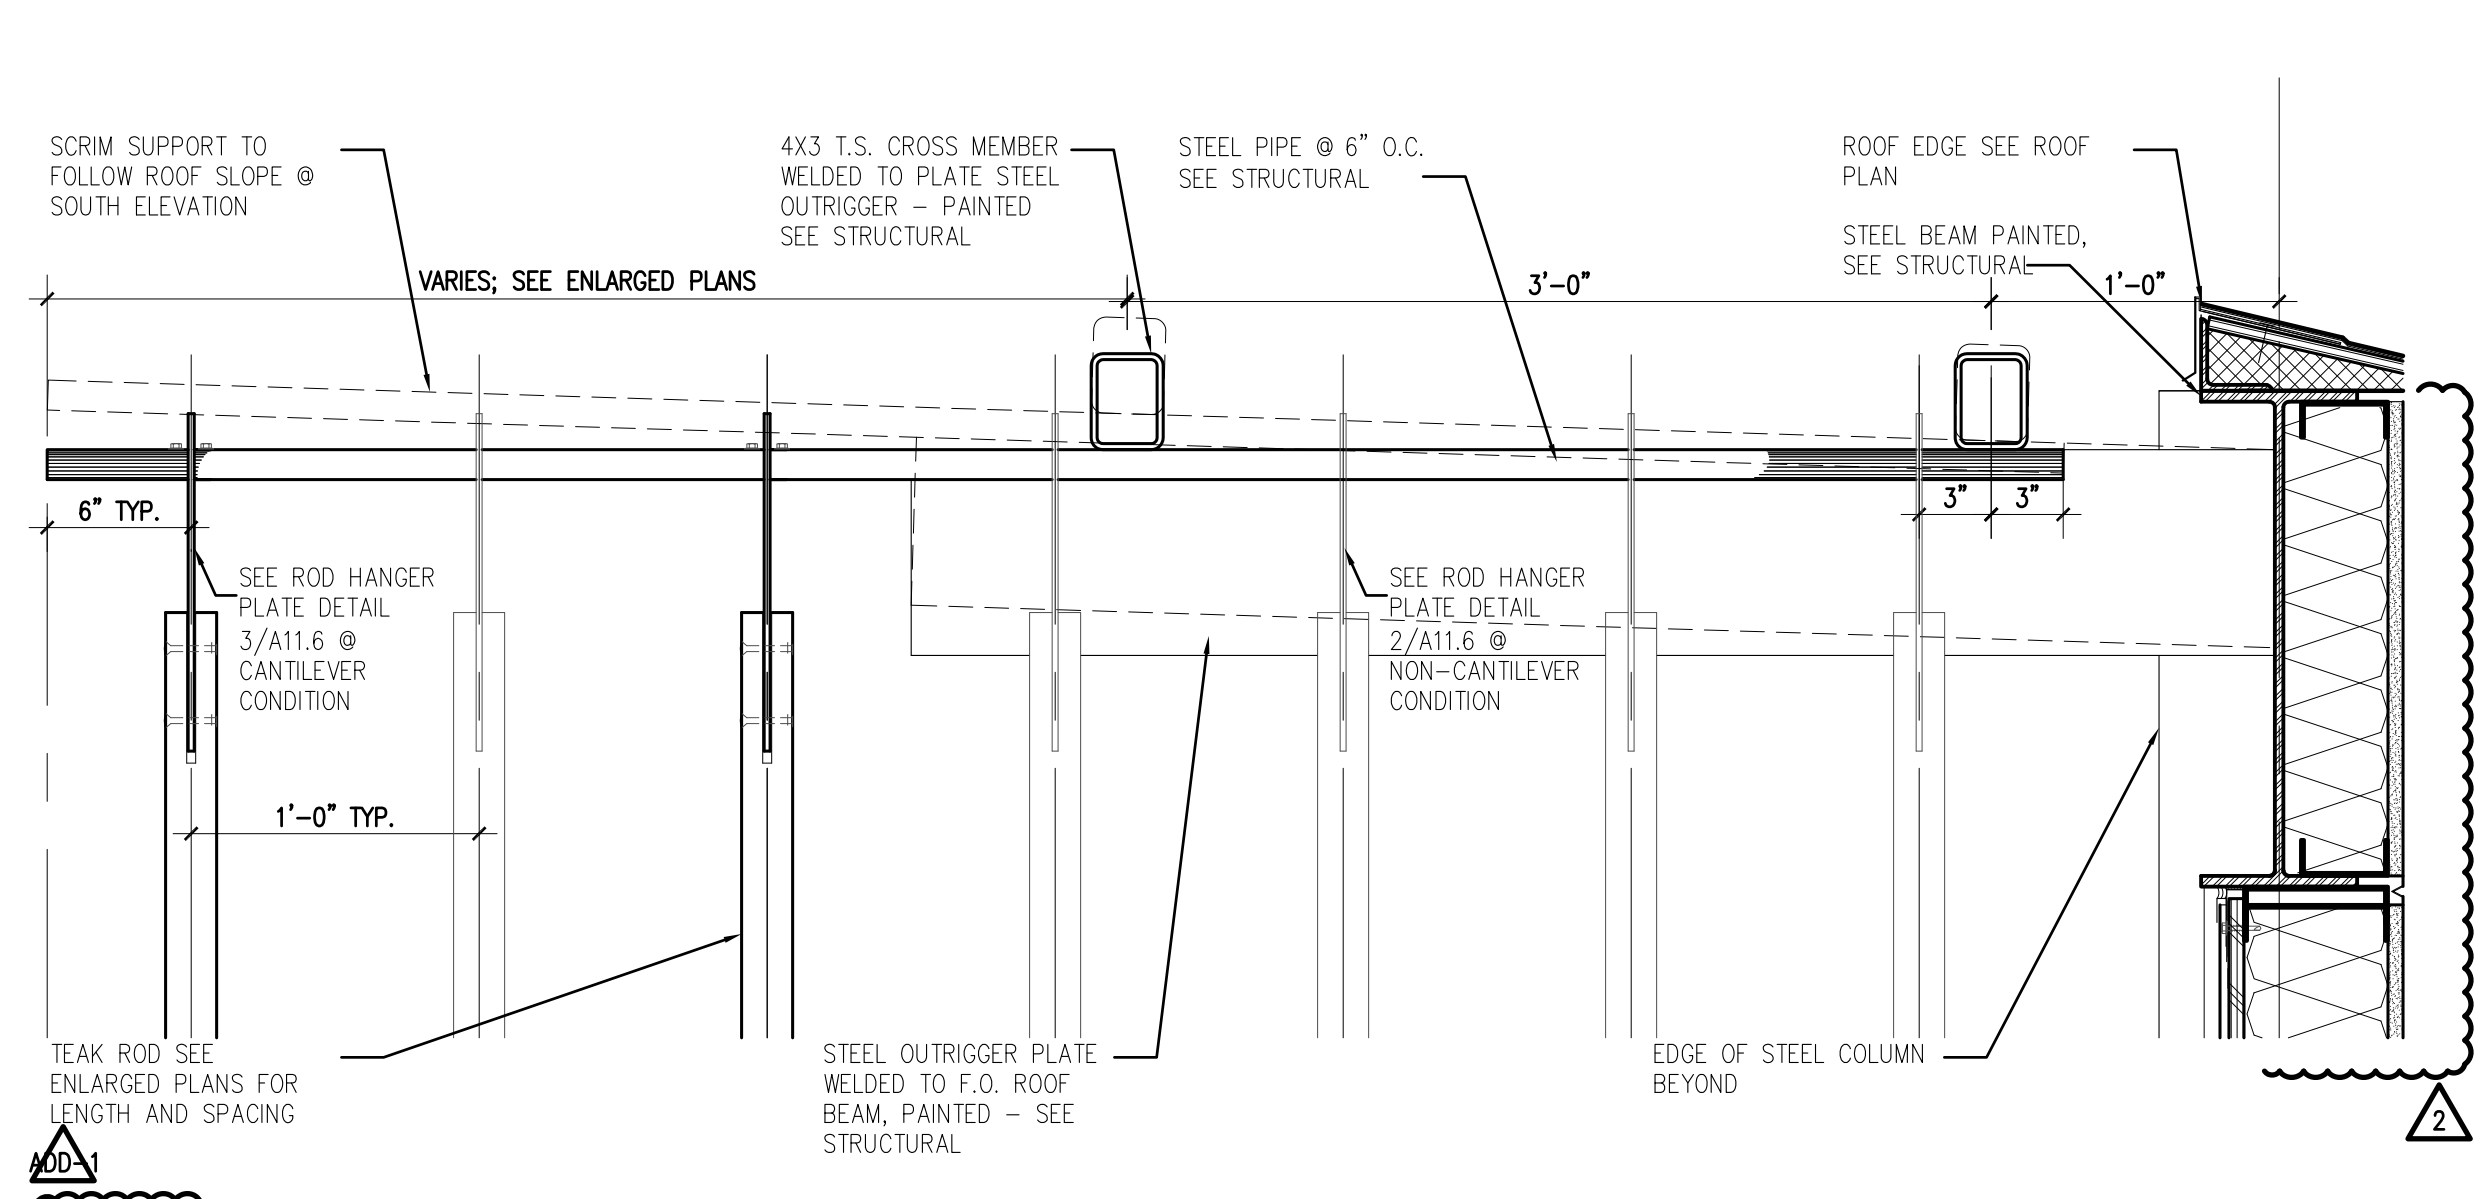 SCRIM SUPPORT TO
FOLLOW ROOF SLOPE @
SOUTH ELEVATION
4X3 T.S. CROSS MEMBER
WELDED TO PLATE STEEL
OUTRIGGER – PAINTED
SEE STRUCTURAL
STEEL PIPE @ 6" O.C.
SEE STRUCTURAL
ROOF EDGE SEE ROOF
PLAN
STEEL BEAM PAINTED,
SEE STRUCTURAL
VARIES; SEE ENLARGED PLANS
3'-0"
1'-0"
6" TYP.
3"
3"
SEE ROD HANGER
PLATE DETAIL
3/A11.6 @
CANTILEVER
CONDITION
SEE ROD HANGER
PLATE DETAIL
2/A11.6 @
NON-CANTILEVER
CONDITION
1'-0" TYP.
TEAK ROD SEE
ENLARGED PLANS FOR
LENGTH AND SPACING
STEEL OUTRIGGER PLATE
WELDED TO F.O. ROOF
BEAM, PAINTED – SEE
STRUCTURAL
EDGE OF STEEL COLUMN
BEYOND
2
ADD-1